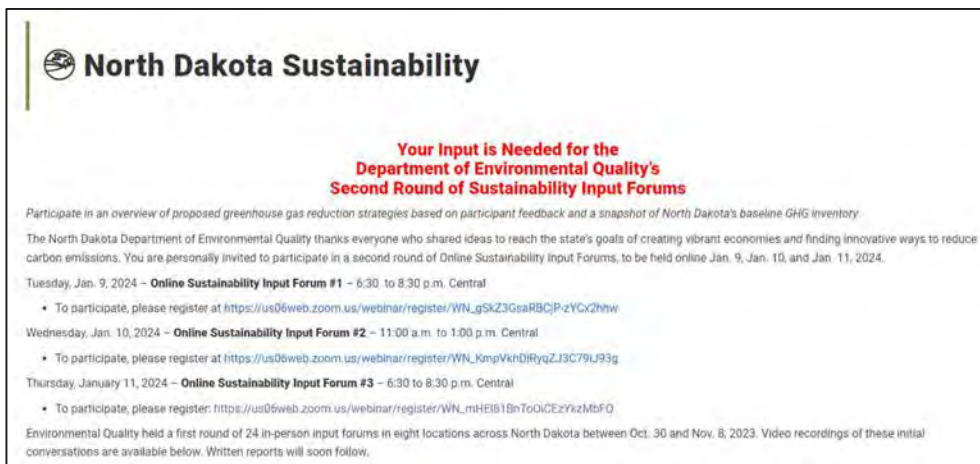 North Dakota Sustainability
Your Input is Needed for the
Department of Environmental Quality's
Second Round of Sustainability Input Forums
Participate in an overview of proposed greenhouse gas reduction strategies based on participant feedback and a snapshot of North Dakota's baseline GHG inventory
The North Dakota Department of Environmental Quality thanks everyone who shared ideas to reach the state's goals of creating vibrant economies and finding innovative ways to reduce
carbon emissions. You are personally invited to participate in a second round of Online Sustainability Input Forums, to be held online Jan. 9, Jan. 10, and Jan. 11, 2024.
Tuesday, Jan. 9, 2024 – Online Sustainability Input Forum #1 – 6:30 to 8:30 p.m. Central
• To participate, please register at https://us06web.zoom.us/webinar/register/WN_gSkZ3GsaRBCjP-zYCx2hhw
Wednesday, Jan. 10, 2024 – Online Sustainability Input Forum #2 – 11:00 a.m. to 1:00 p.m. Central
• To participate, please register at https://us06web.zoom.us/webinar/register/WN_KmpVkhDiRyqZJ3C79iJ93g
Thursday, January 11, 2024 – Online Sustainability Input Forum #3 – 6:30 to 8:30 p.m. Central
• To participate, please register: https://us06web.zoom.us/webinar/register/WN_mHEl81BnToOiCEzYkzMbFQ
Environmental Quality held a first round of 24 in-person input forums in eight locations across North Dakota between Oct. 30 and Nov. 8, 2023. Video recordings of these initial
conversations are available below. Written reports will soon follow.